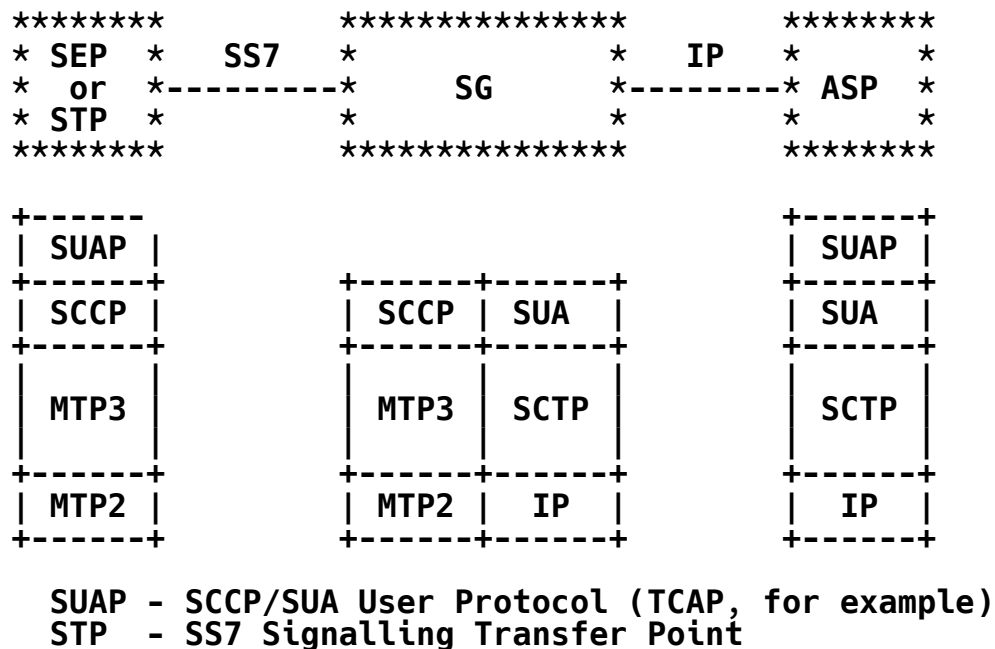 ********               ***************        ********
* SEP  *   SS7   *             *   IP   *      *
*  or  *---------*     SG      *--------* ASP  *
* STP  *         *             *        *      *
********         ***************        ********
+------                                 +------+
| SUAP |                                | SUAP |
+------+         +------+------+        +------+
| SCCP |         | SCCP | SUA  |        | SUA  |
+------+         +------+------+        +------+
|      |         |      |      |        |      |
| MTP3 |         | MTP3 | SCTP |        | SCTP |
|      |         |      |      |        |      |
+------+         +------+------+        +------+
| MTP2 |         | MTP2 |  IP  |        |  IP  |
+------+         +------+------+        +------+
SUAP - SCCP/SUA User Protocol (TCAP, for example)
STP  - SS7 Signalling Transfer Point